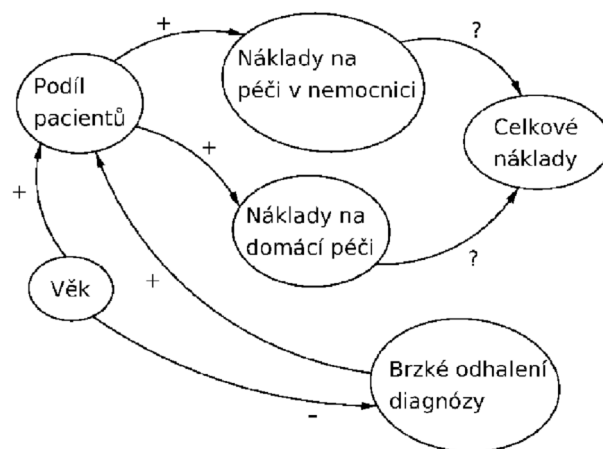 +
?
Náklady na
péči v nemocnici
Podíl
pacientů
Celkové
náklady
+
+
Náklady na
domácí péči
?
Věk
+
Brzké odhalení
diagnózy
-